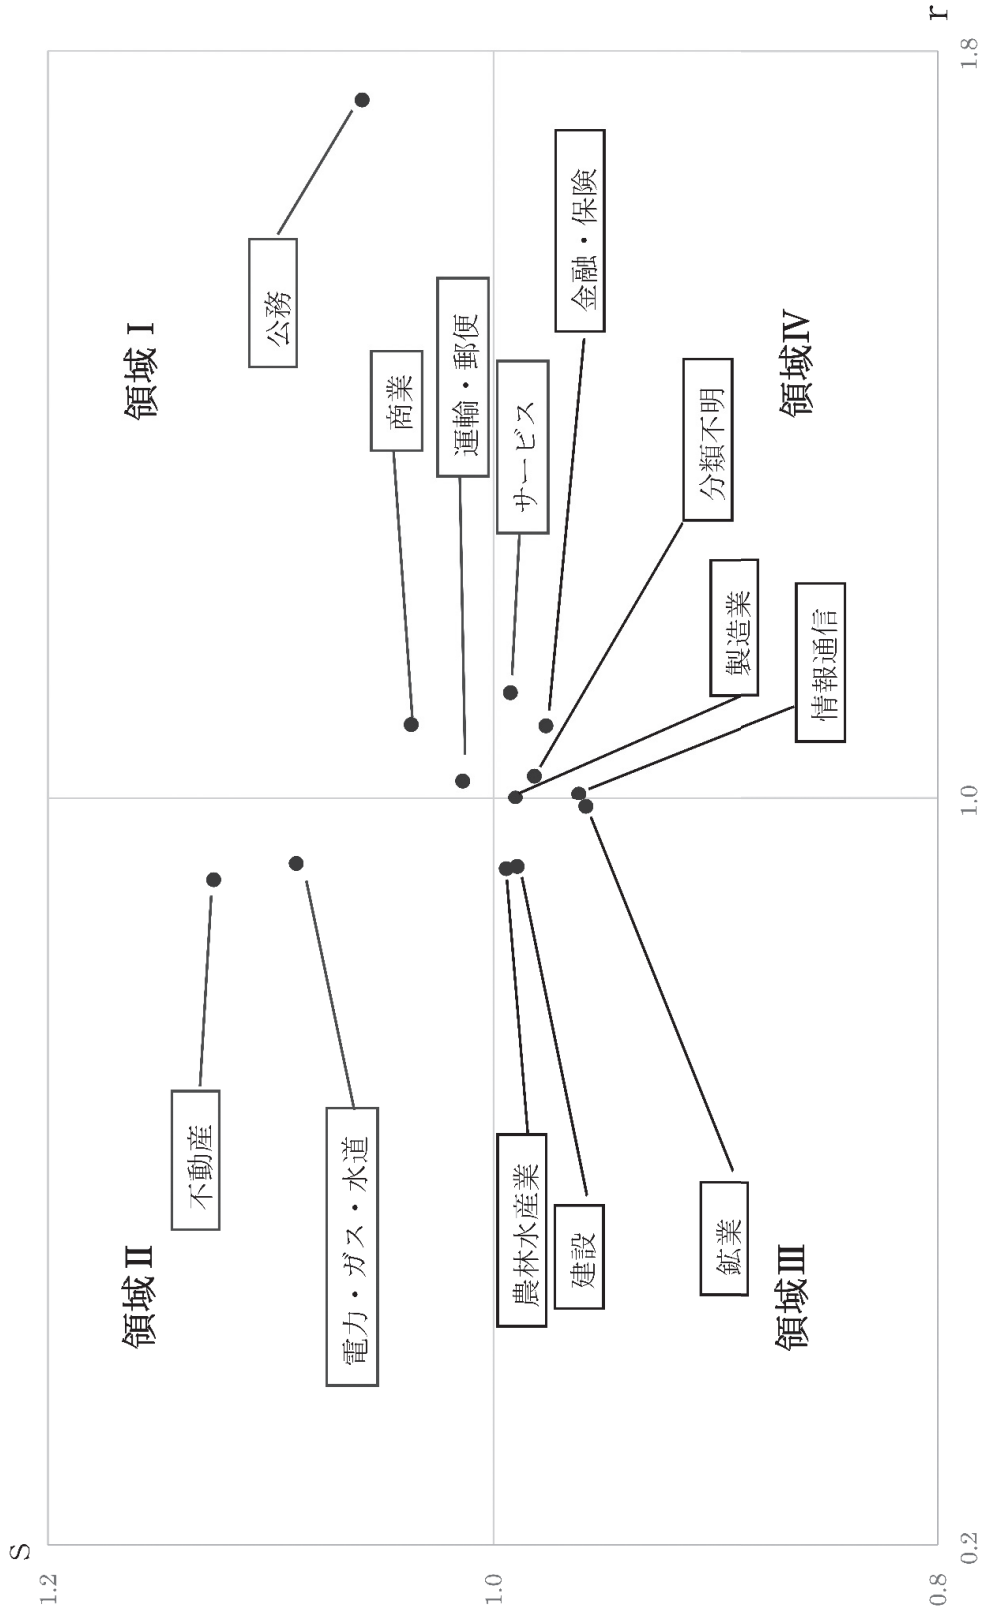 s
1.2
領域Ⅱ
領域Ⅰ
不動産
公務
電力・ガス・水道
商業
運輸・郵便
1.0
農林水産業
サービス
建設
金融・保険
鉱業
分類不明
製造業
情報通信
領域Ⅲ
領域Ⅳ
0.8
0.2
1.0
1.8
r